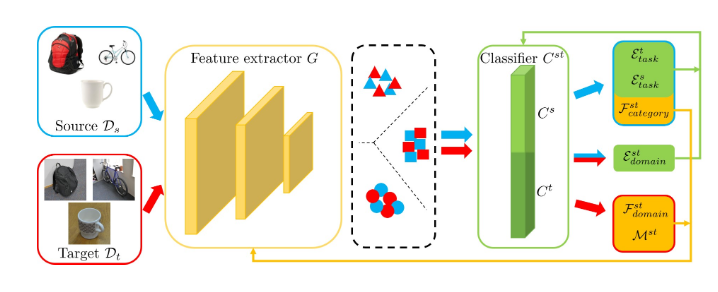 Feature extractor G
Classifier C^{st}
Source D_s
Target D_t
C^s
C^t
E^t_{task}
E^s_{task}
F^{st}_{category}
E^{st}_{domain}
F^{st}_{domain}
M^{st}